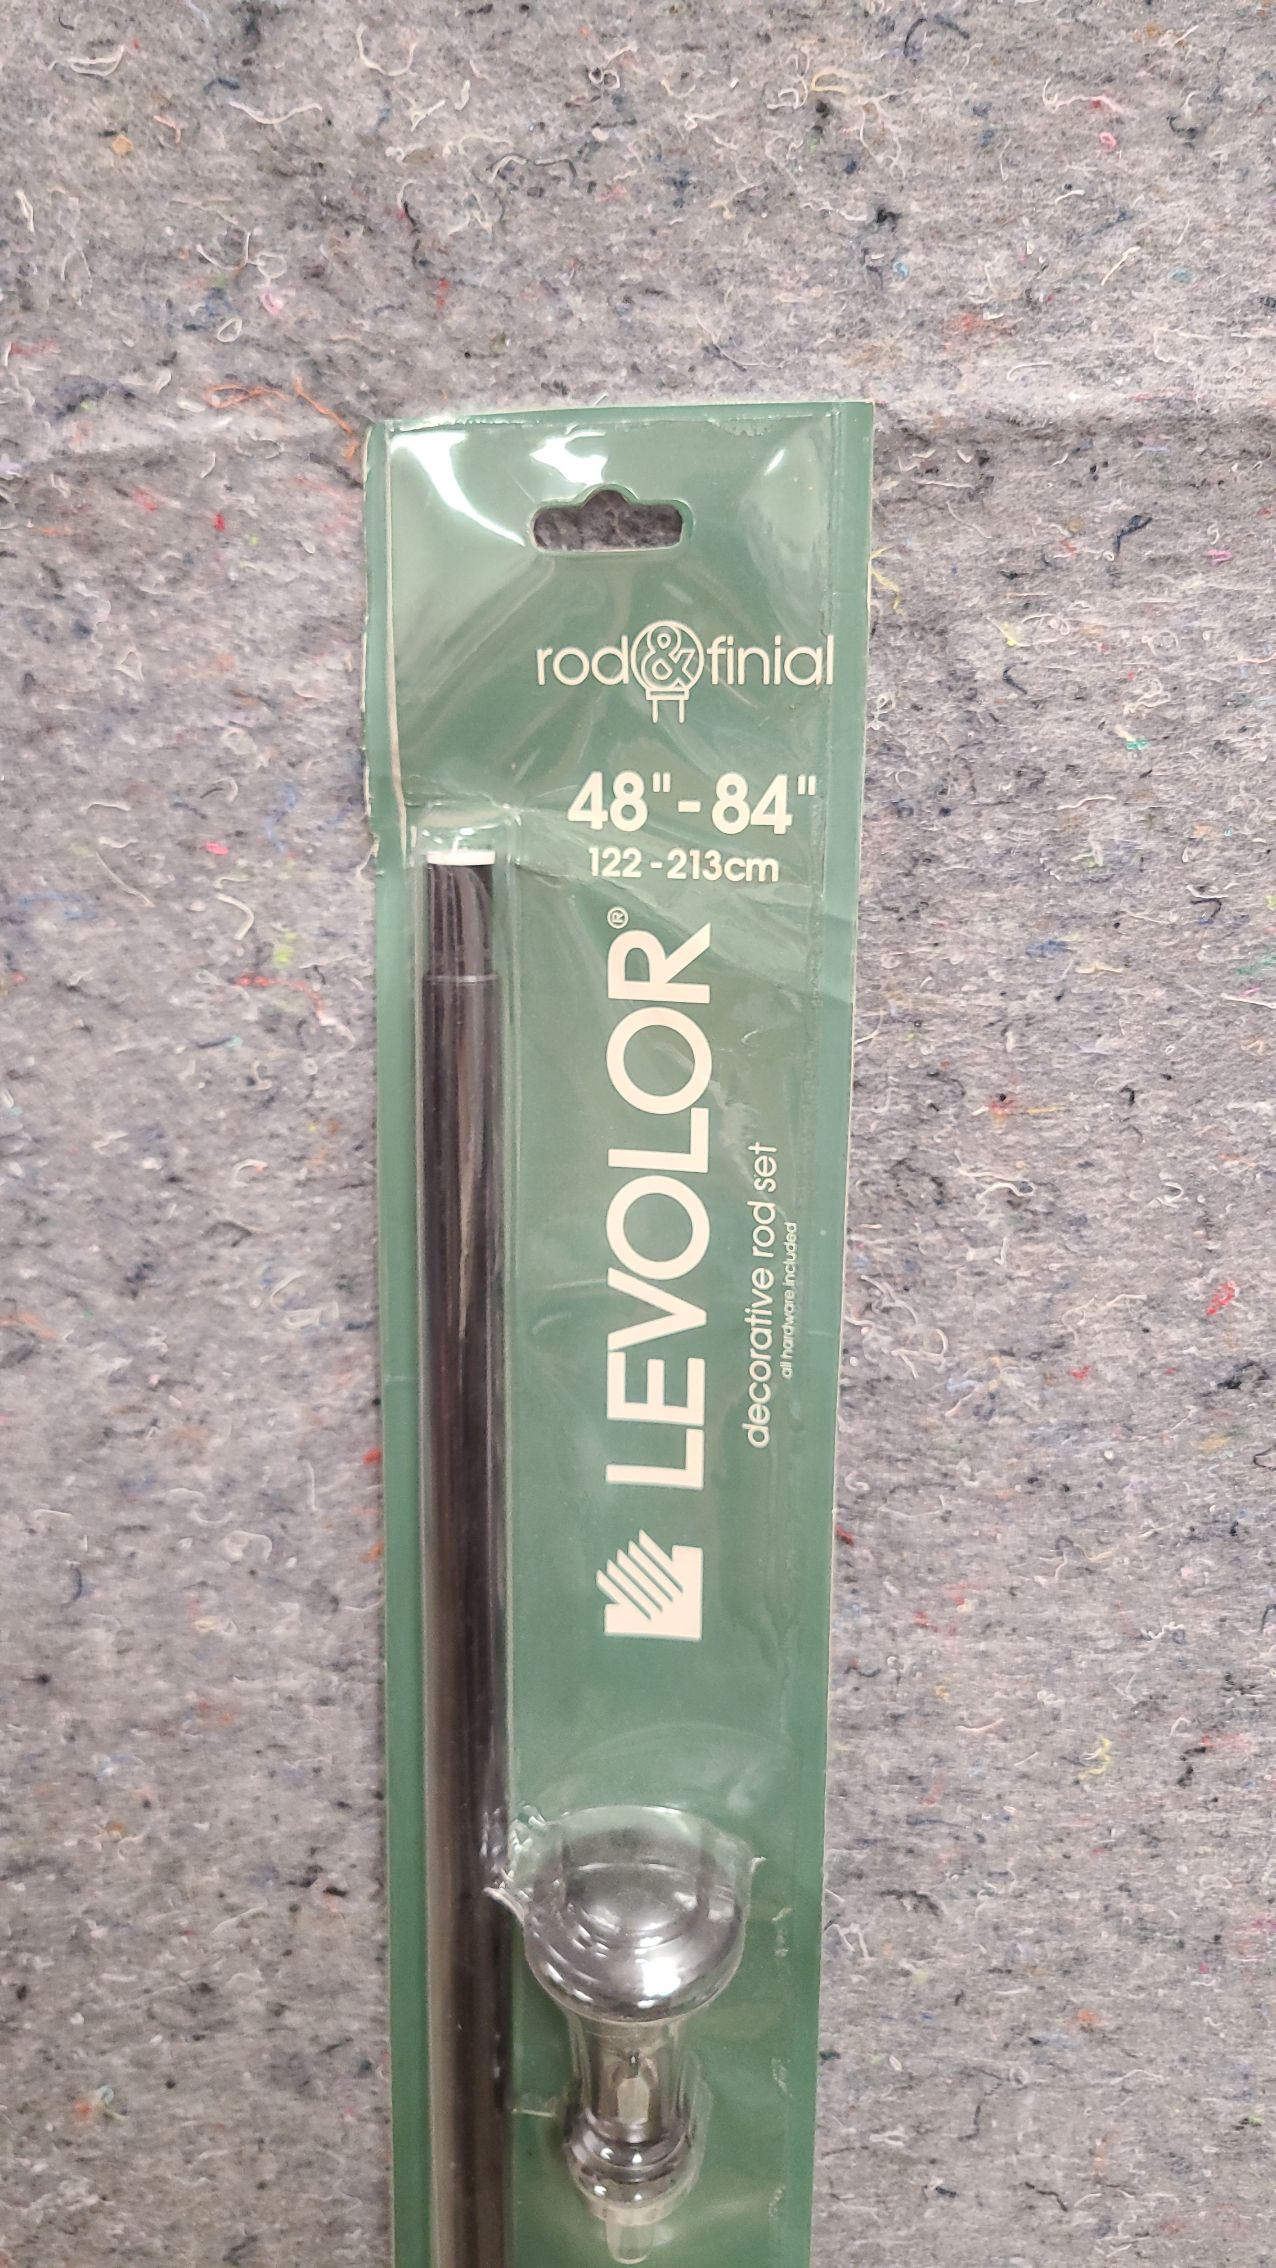 rod&finial
48"-84"
122-213cm
LEVOLOR®
decorative rod set
all hardware included